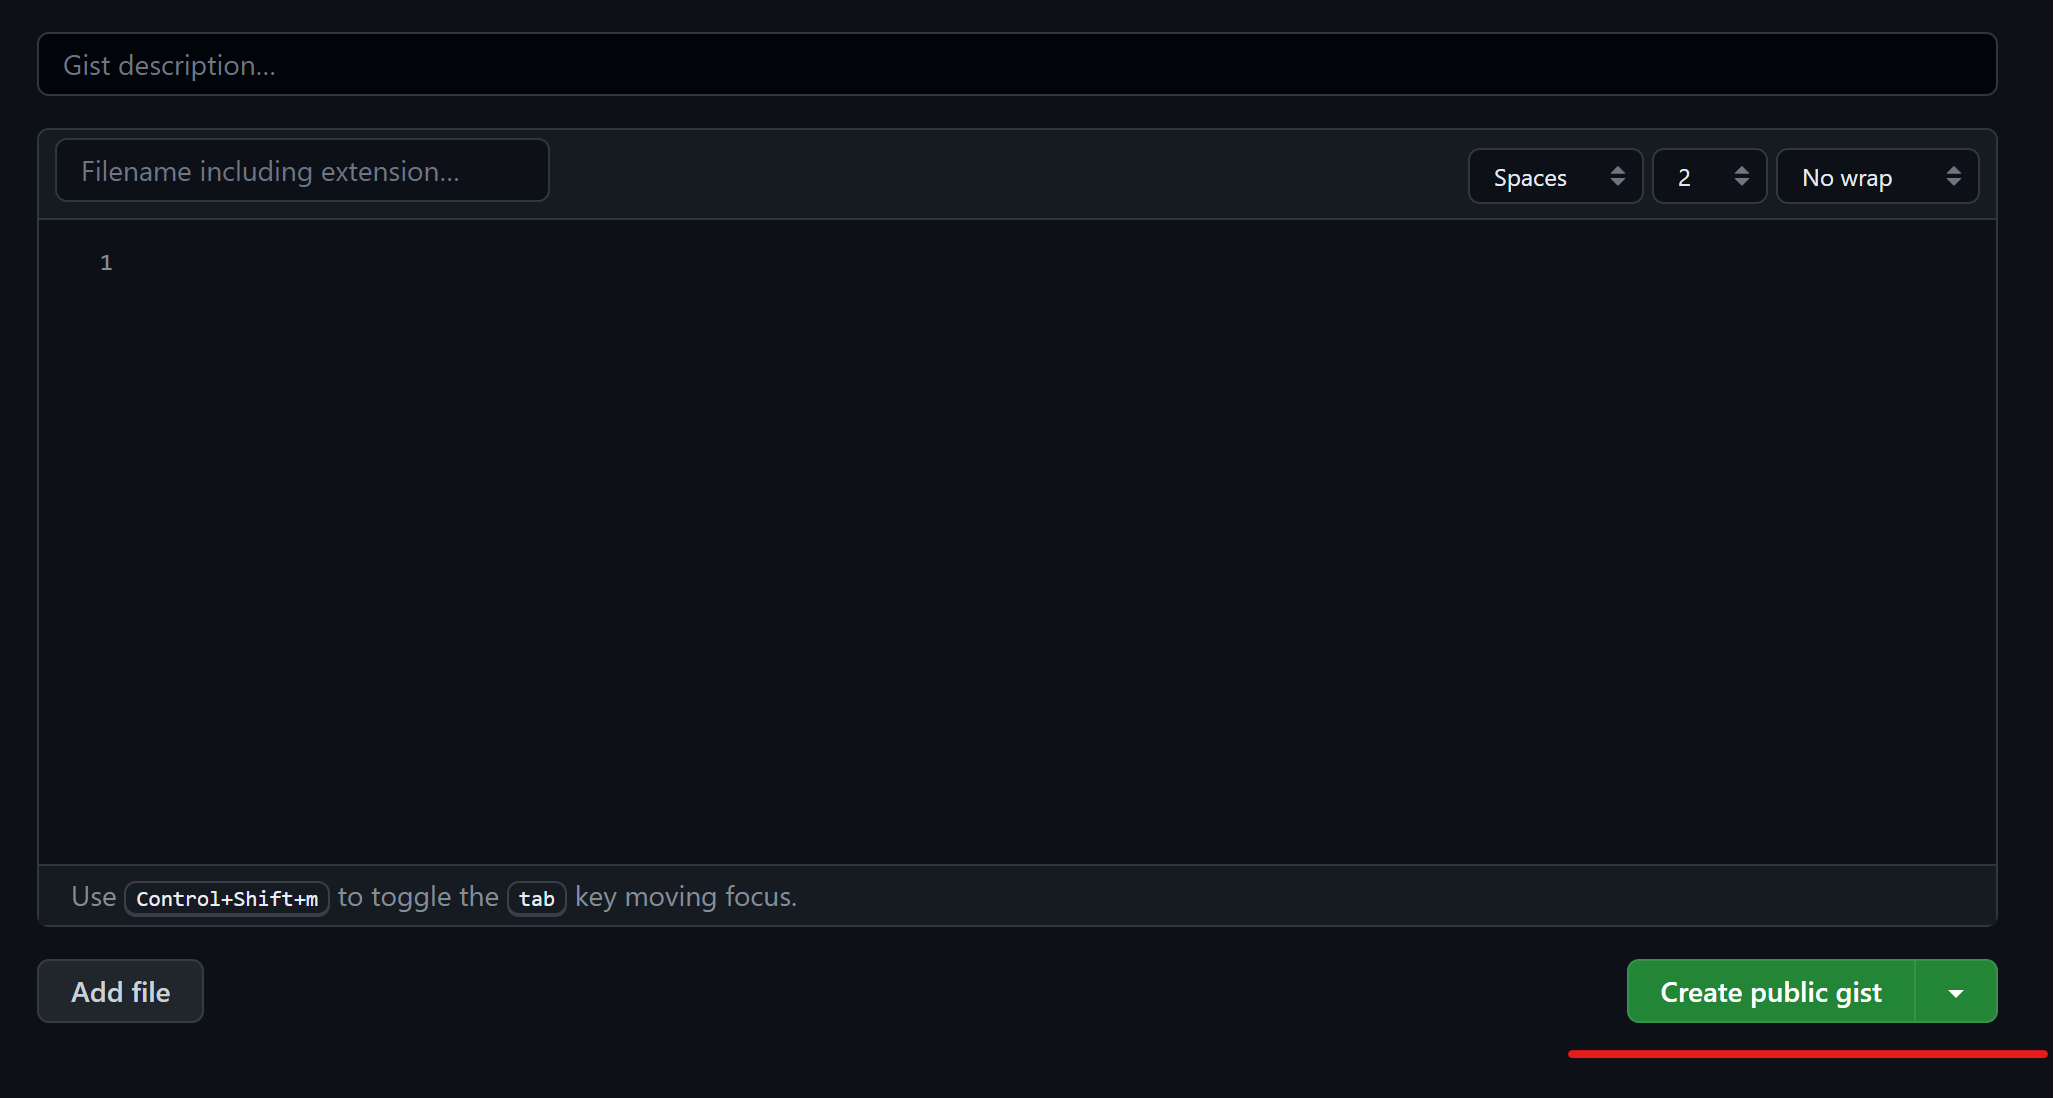 Gist description...
Filename including extension...
Spaces 2 No wrap
1
Use Control+Shift+m to toggle the tab key moving focus.
Add file Create public gist